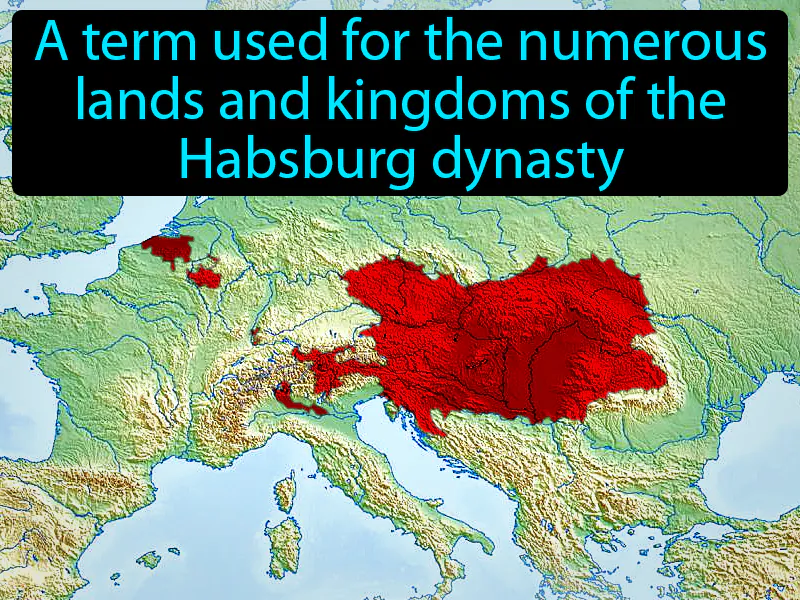 A term used for the numerous
lands and kingdoms of the
Habsburg dynasty